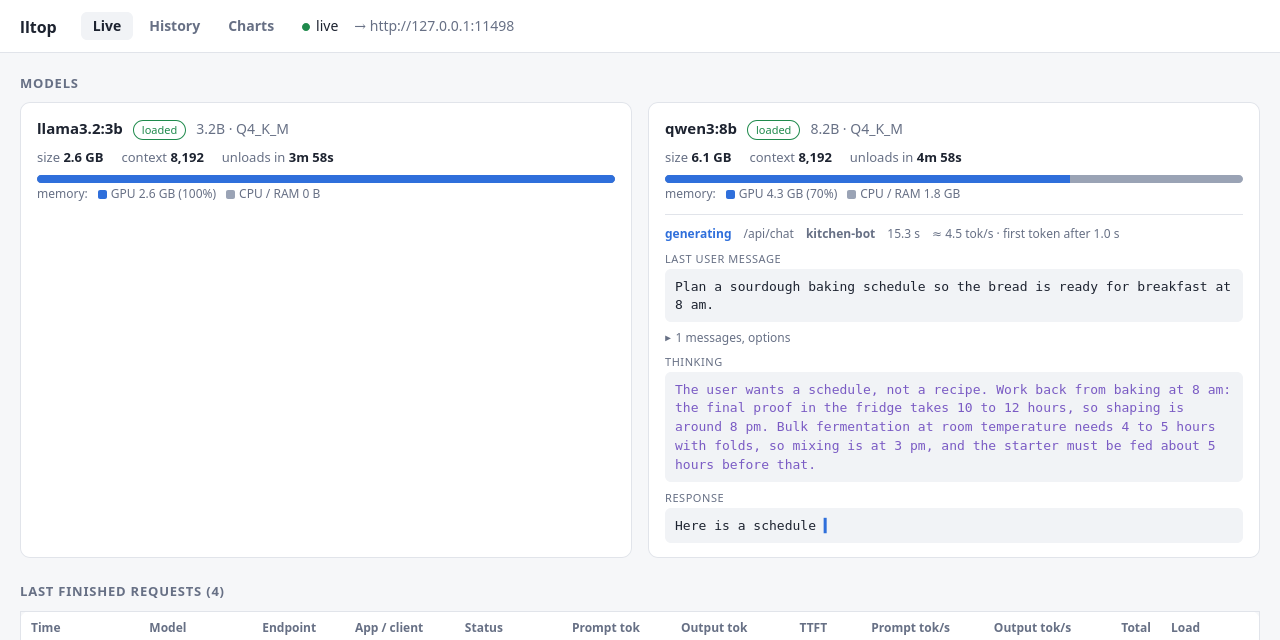 lltop Live History Charts live → http://127.0.0.1:11498
MODELS
llama3.2:3b loaded 3.2B · Q4_K_M
size 2.6 GB context 8,192 unloads in 3m 58s
memory: GPU 2.6 GB (100%) CPU / RAM 0 B
qwen3:8b loaded 8.2B · Q4_K_M
size 6.1 GB context 8,192 unloads in 4m 58s
memory: GPU 4.3 GB (70%) CPU / RAM 1.8 GB
generating /api/chat kitchen-bot 15.3 s ≈ 4.5 tok/s · first token after 1.0 s
LAST USER MESSAGE
Plan a sourdough baking schedule so the bread is ready for breakfast at
8 am.
▸ 1 messages, options
THINKING
The user wants a schedule, not a recipe. Work back from baking at 8 am:
the final proof in the fridge takes 10 to 12 hours, so shaping is
around 8 pm. Bulk fermentation at room temperature needs 4 to 5 hours
with folds, so mixing is at 3 pm, and the starter must be fed about 5
hours before that.
RESPONSE
Here is a schedule
LAST FINISHED REQUESTS (4)
Time Model Endpoint App / client Status Prompt tok Output tok TTFT Prompt tok/s Output tok/s Total Load